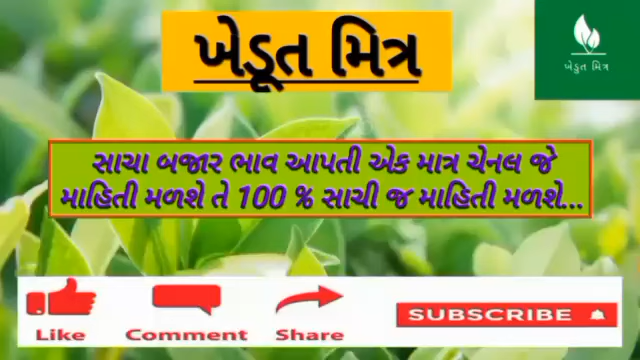 ખેડૂત મિત્ર
ખેડુત મિત્ર
સાચા બજાર ભાવ આપતી એક માત્ર ચેનલ જે
માહિતી મળશે તે 100 % સાચી જ માહિતી મળશે...
Like Comment Share SUBSCRIBE